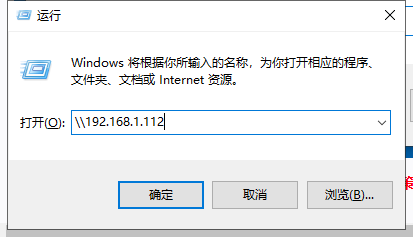 运行
Windows 将根据你所输入的名称，为你打开相应的程序、
文件夹、文档或 Internet 资源。
打开(O): \\192.168.1.112
确定 取消 浏览(B)...